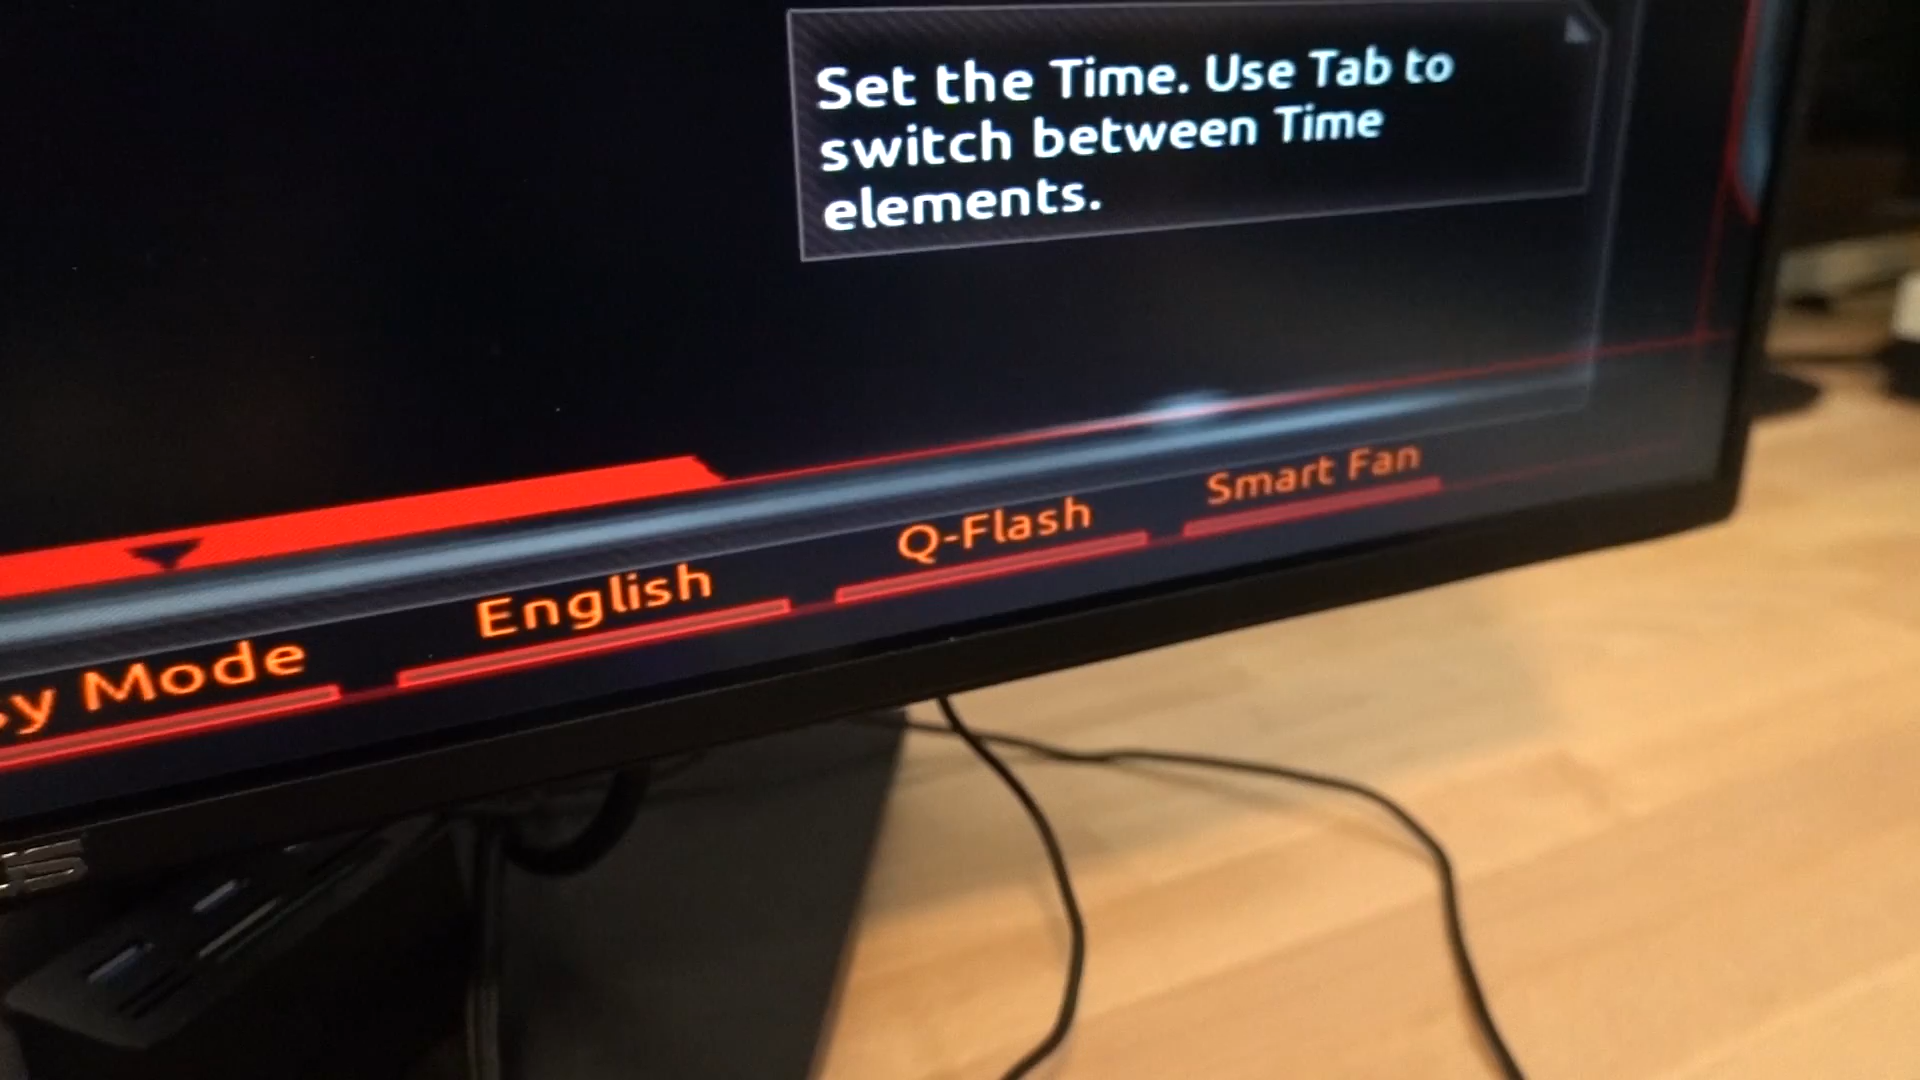 Set the Time. Use Tab to
switch between Time
elements.
Mode
English
Q-Flash
Smart Fan